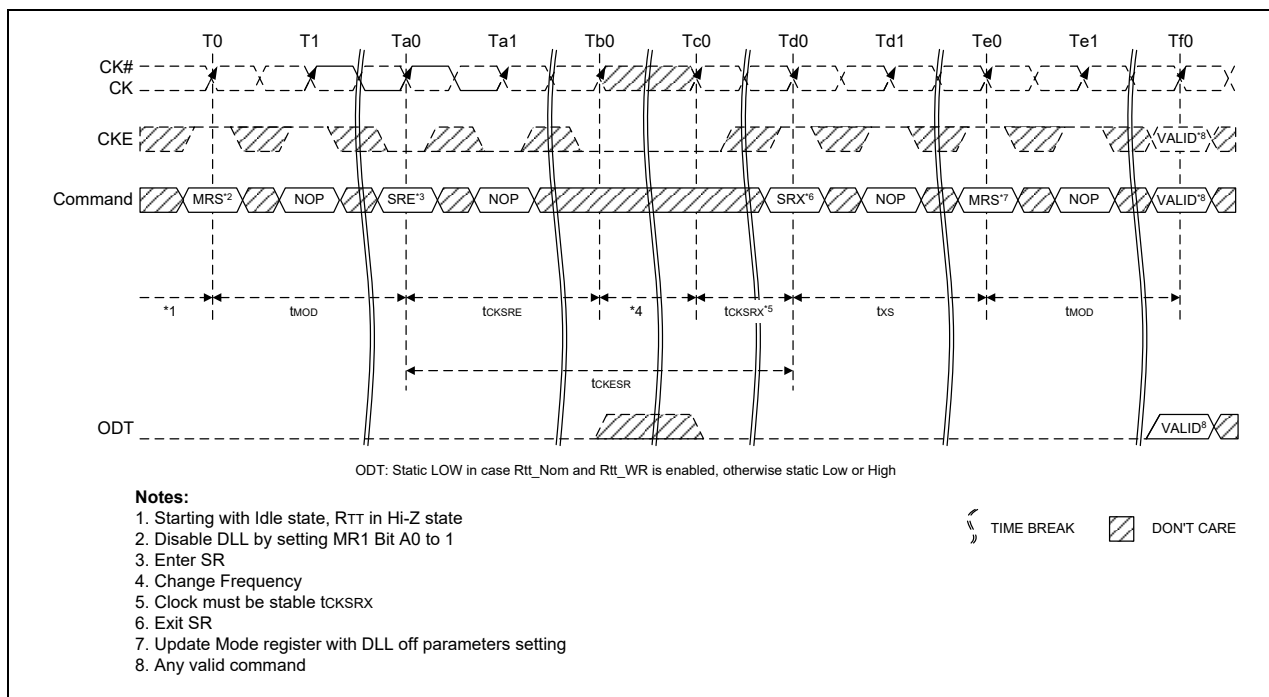 T0 T1 Ta0 Ta1 Tb0 Tc0 Td0 Td1 Te0 Te1 Tf0
CK#
CK
CKE VALID*8
Command MRS*2 NOP SRE*3 NOP SRX*6 NOP MRS*7 NOP VALID*8
*1 tMOD tCKSRE *4 tCKSRX*5 tXS tMOD
tCKESR
ODT VALID8
ODT: Static LOW in case Rtt_Nom and Rtt_WR is enabled, otherwise static Low or High
Notes:
1. Starting with Idle state, RTT in Hi-Z state
2. Disable DLL by setting MR1 Bit A0 to 1
3. Enter SR
4. Change Frequency
5. Clock must be stable tCKSRX
6. Exit SR
7. Update Mode register with DLL off parameters setting
8. Any valid command
TIME BREAK DON'T CARE